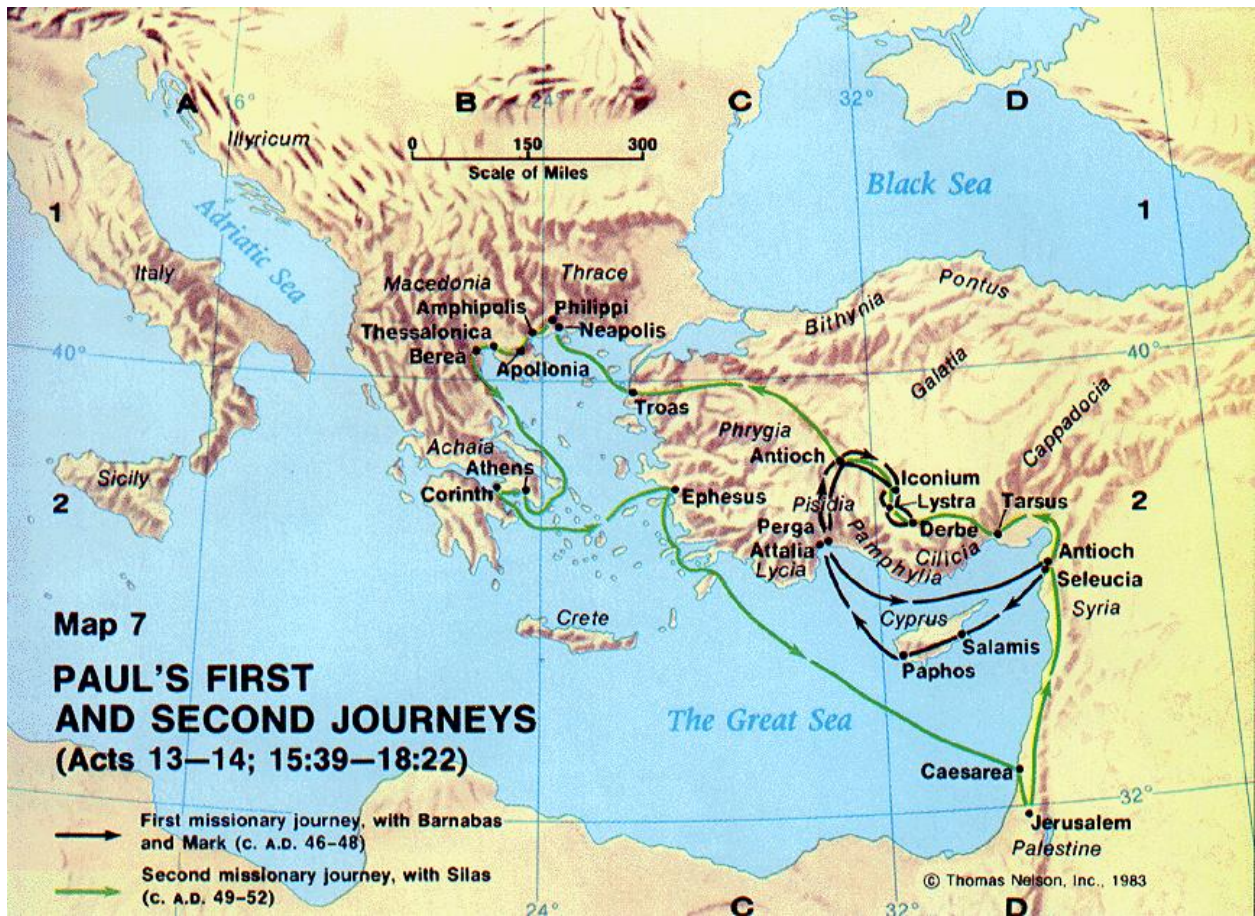 A
16°
B
24°
C
32°
D
Illyricum
0 150 300
Scale of Miles
Black Sea
1
1
Adriatic Sea
Italy
Macedonia
Thrace
Pontus
Amphipolis
Philippi
Bithynia
Thessalonica
Neapolis
Berea
Apollonia
40°
40°
Galatia
Troas
Cappadocia
Phrygia
Achaia
Antioch
Athens
Iconium
Sicily
Corinth
Ephesus
Pisidia
Lystra
Tarsus
2
2
Perga
Derbe
Attalia
Pamphylia
Cilicia
Antioch
Lycia
Seleucia
Crete
Cyprus
Syria
Salamis
Paphos
The Great Sea
Caesarea
32°
Jerusalem
Palestine
Map 7
PAUL'S FIRST
AND SECOND JOURNEYS
(Acts 13–14; 15:39–18:22)
First missionary journey, with Barnabas
and Mark (C. A.D. 46–48)
Second missionary journey, with Silas
(C. A.D. 49–52)
© Thomas Nelson, Inc., 1983
24°
C
32°
D